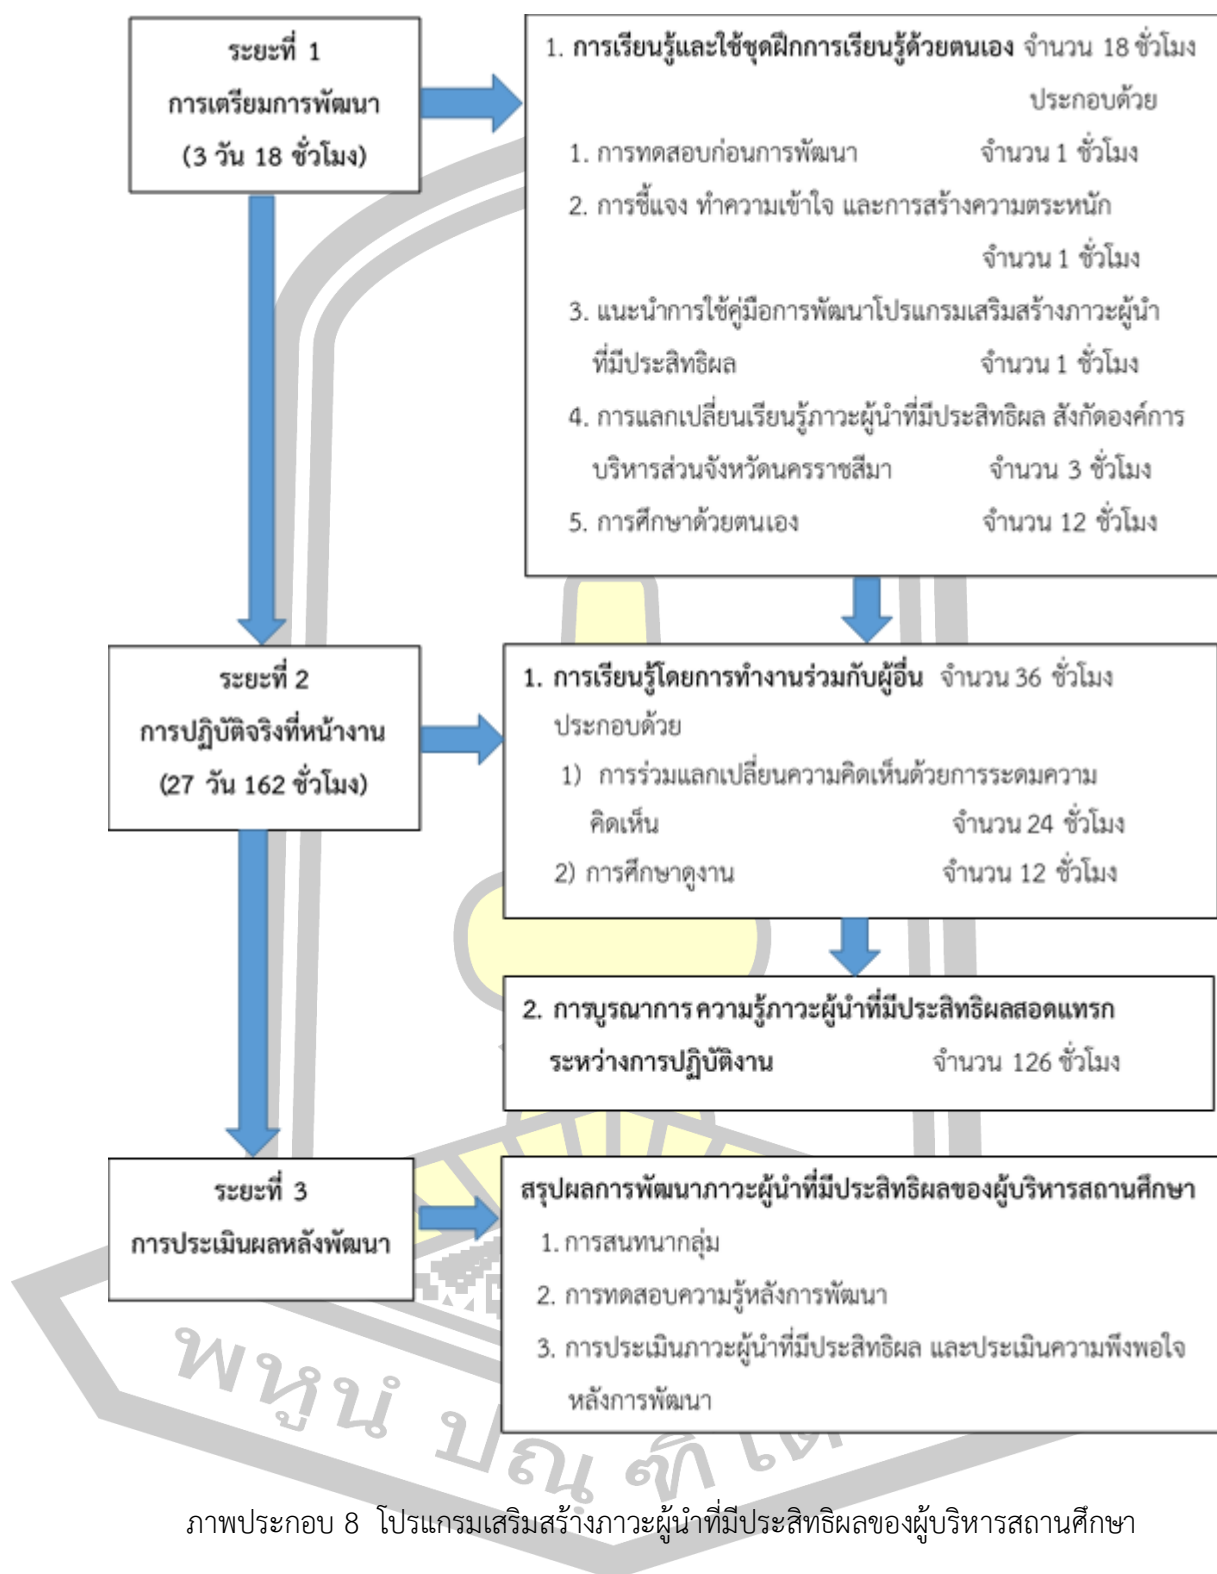 ระยะที่ 1
การเตรียมการพัฒนา
(3 วัน 18 ชั่วโมง)
1. การเรียนรู้และใช้ชุดฝึกการเรียนรู้ด้วยตนเอง จำนวน 18 ชั่วโมง
ประกอบด้วย
1. การทดสอบก่อนการพัฒนา จำนวน 1 ชั่วโมง
2. การชี้แจง ทำความเข้าใจ และการสร้างความตระหนัก
จำนวน 1 ชั่วโมง
3. แนะนำการใช้คู่มือการพัฒนาโปรแกรมเสริมสร้างภาวะผู้นำ
ที่มีประสิทธิผล จำนวน 1 ชั่วโมง
4. การแลกเปลี่ยนเรียนรู้ภาวะผู้นำที่มีประสิทธิผล สังกัดองค์การ
บริหารส่วนจังหวัดนครราชสีมา จำนวน 3 ชั่วโมง
5. การศึกษาด้วยตนเอง จำนวน 12 ชั่วโมง
ระยะที่ 2
การปฏิบัติจริงที่หน้างาน
(27 วัน 162 ชั่วโมง)
1. การเรียนรู้โดยการทำงานร่วมกับผู้อื่น จำนวน 36 ชั่วโมง
ประกอบด้วย
1) การร่วมแลกเปลี่ยนความคิดเห็นด้วยการระดมความ
คิดเห็น จำนวน 24 ชั่วโมง
2) การศึกษาดูงาน จำนวน 12 ชั่วโมง
2. การบูรณาการ ความรู้ภาวะผู้นำที่มีประสิทธิผลสอดแทรก
ระหว่างการปฏิบัติงาน จำนวน 126 ชั่วโมง
ระยะที่ 3
การประเมินผลหลังพัฒนา
สรุปผลการพัฒนาภาวะผู้นำที่มีประสิทธิผลของผู้บริหารสถานศึกษา
1. การสนทนากลุ่ม
2. การทดสอบความรู้หลังการพัฒนา
3. การประเมินภาวะผู้นำที่มีประสิทธิผล และประเมินความพึงพอใจ
หลังการพัฒนา
พหูนํ ปณฺฑิ
ภาพประกอบ 8 โปรแกรมเสริมสร้างภาวะผู้นำที่มีประสิทธิผลของผู้บริหารสถานศึกษา